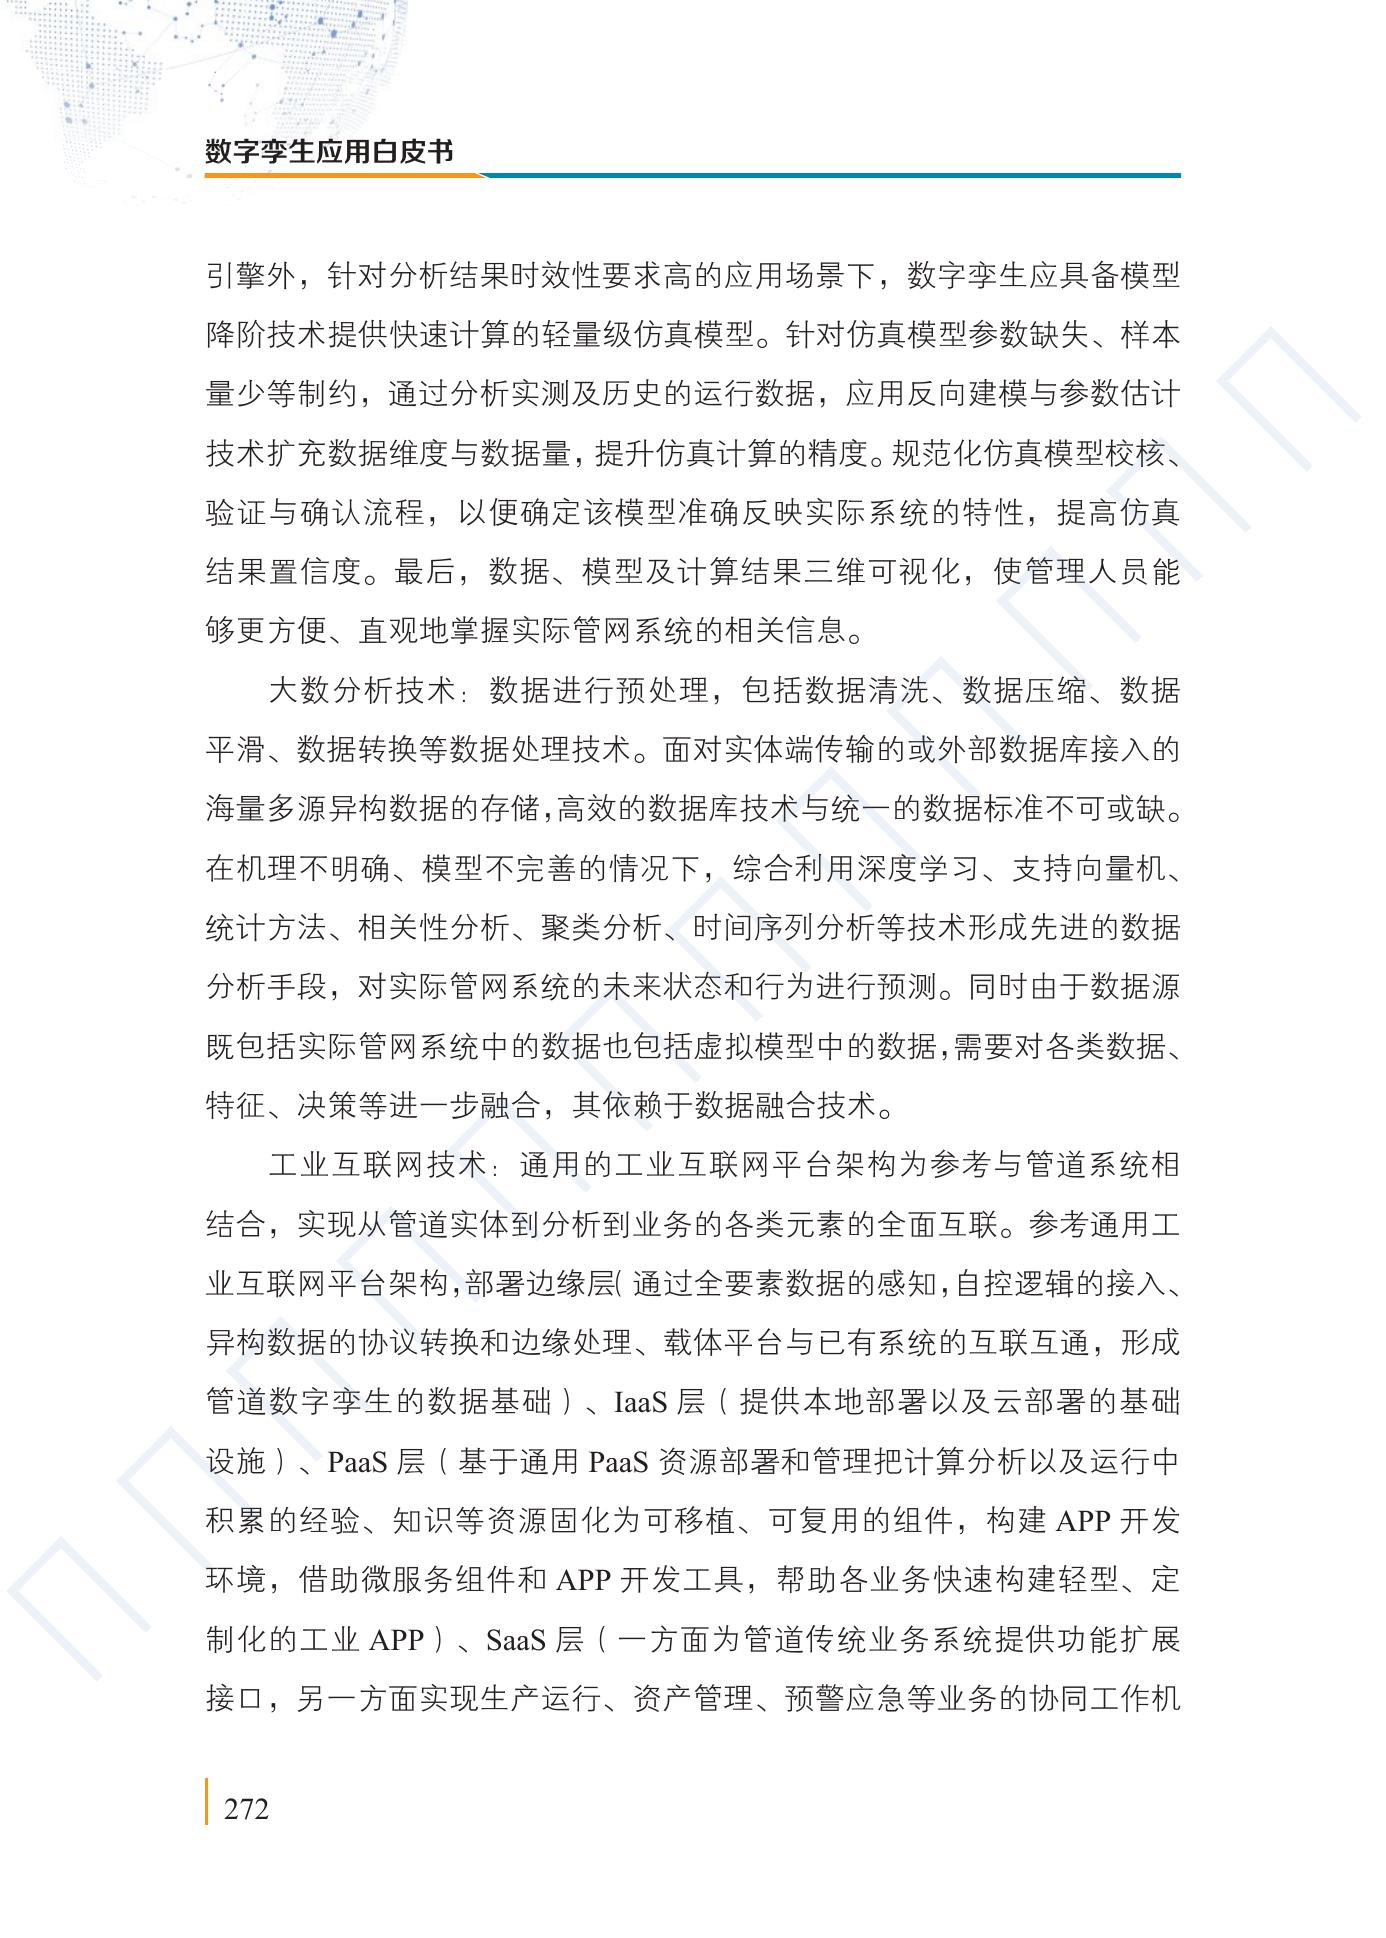 数字孪生应用白皮书
引擎外，针对分析结果时效性要求高的应用场景下，数字孪生应具备模型
降阶技术提供快速计算的轻量级仿真模型。针对仿真模型参数缺失、样本
量少等制约，通过分析实测及历史的运行数据，应用反向建模与参数估计
技术扩充数据维度与数据量，提升仿真计算的精度。规范化仿真模型校核、
验证与确认流程，以便确定该模型准确反映实际系统的特性，提高仿真
结果置信度。最后，数据、模型及计算结果三维可视化，使管理人员能
够更方便、直观地掌握实际管网系统的相关信息。
大数分析技术：数据进行预处理，包括数据清洗、数据压缩、数据
平滑、数据转换等数据处理技术。面对实体端传输的或外部数据库接入的
海量多源异构数据的存储，高效的数据库技术与统一的数据标准不可或缺。
在机理不明确、模型不完善的情况下，综合利用深度学习、支持向量机、
统计方法、相关性分析、聚类分析、时间序列分析等技术形成先进的数据
分析手段，对实际管网系统的未来状态和行为进行预测。同时由于数据源
既包括实际管网系统中的数据也包括虚拟模型中的数据，需要对各类数据、
特征、决策等进一步融合，其依赖于数据融合技术。
工业互联网技术：通用的工业互联网平台架构为参考与管道系统相
结合，实现从管道实体到分析到业务的各类元素的全面互联。参考通用工
业互联网平台架构，部署边缘层（通过全要素数据的感知，自控逻辑的接入、
异构数据的协议转换和边缘处理、载体平台与已有系统的互联互通，形成
管道数字孪生的数据基础）、IaaS 层（提供本地部署以及云部署的基础
设施）、PaaS 层（基于通用 PaaS 资源部署和管理把计算分析以及运行中
积累的经验、知识等资源固化为可移植、可复用的组件，构建 APP 开发
环境，借助微服务组件和 APP 开发工具，帮助各业务快速构建轻型、定
制化的工业 APP）、SaaS 层（一方面为管道传统业务系统提供功能扩展
接口，另一方面实现生产运行、资产管理、预警应急等业务的协同工作机
272